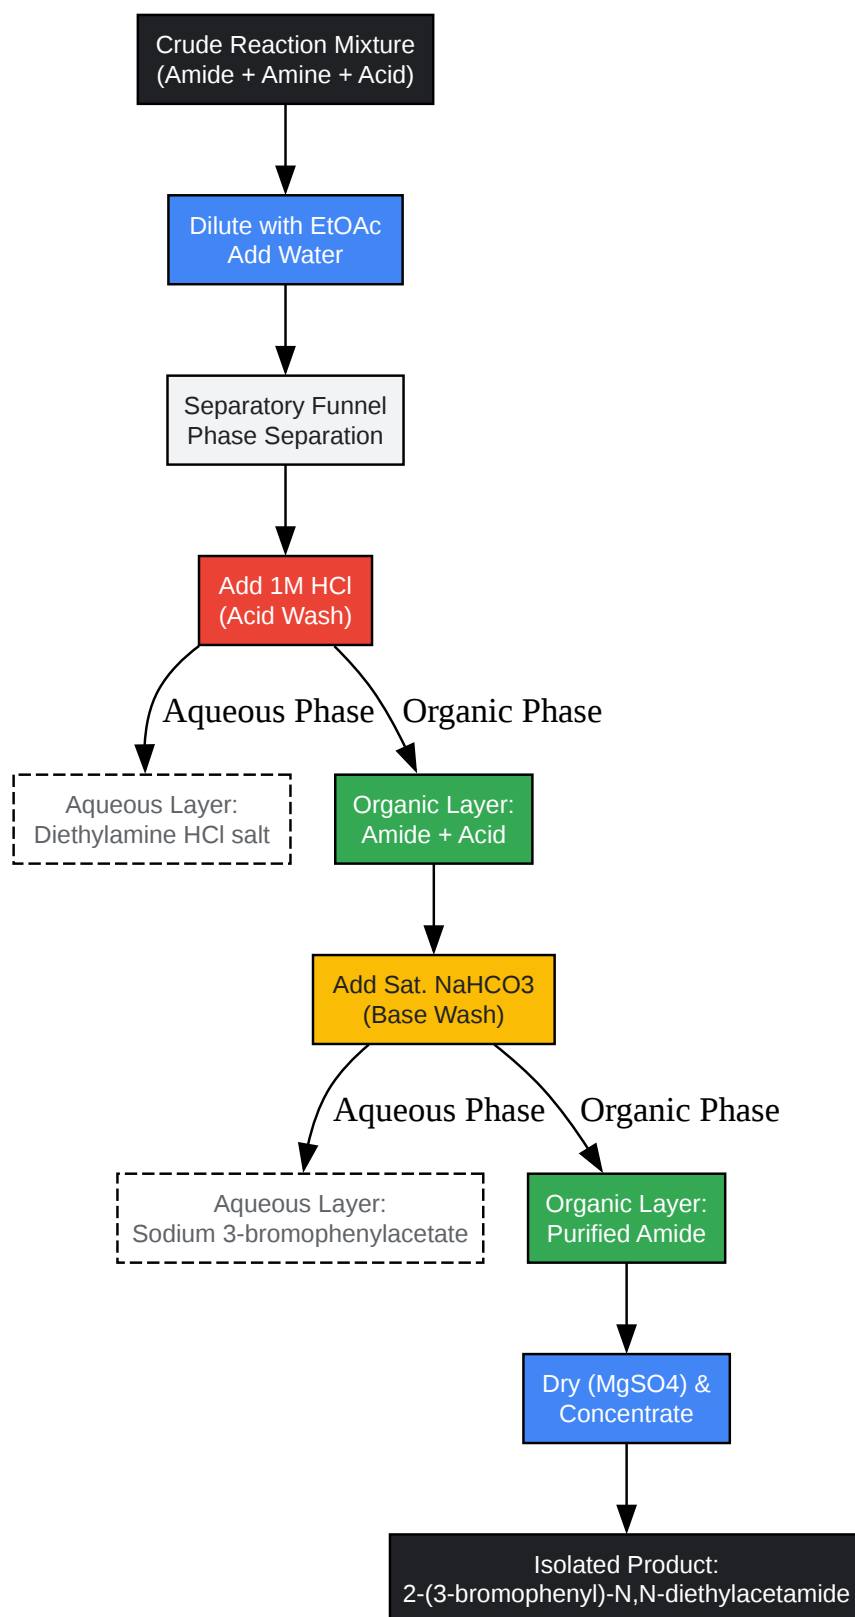 Crude Reaction Mixture
(Amide + Amine + Acid)
Dilute with EtOAc
Add Water
Separatory Funnel
Phase Separation
Add 1M HCl
(Acid Wash)
Aqueous Phase
Organic Phase
Aqueous Layer:
Diethylamine HCl salt
Organic Layer:
Amide + Acid
Add Sat. NaHCO3
(Base Wash)
Aqueous Phase
Organic Phase
Aqueous Layer:
Sodium 3-bromophenylacetate
Organic Layer:
Purified Amide
Dry (MgSO4) &
Concentrate
Isolated Product:
2-(3-bromophenyl)-N,N-diethylacetamide